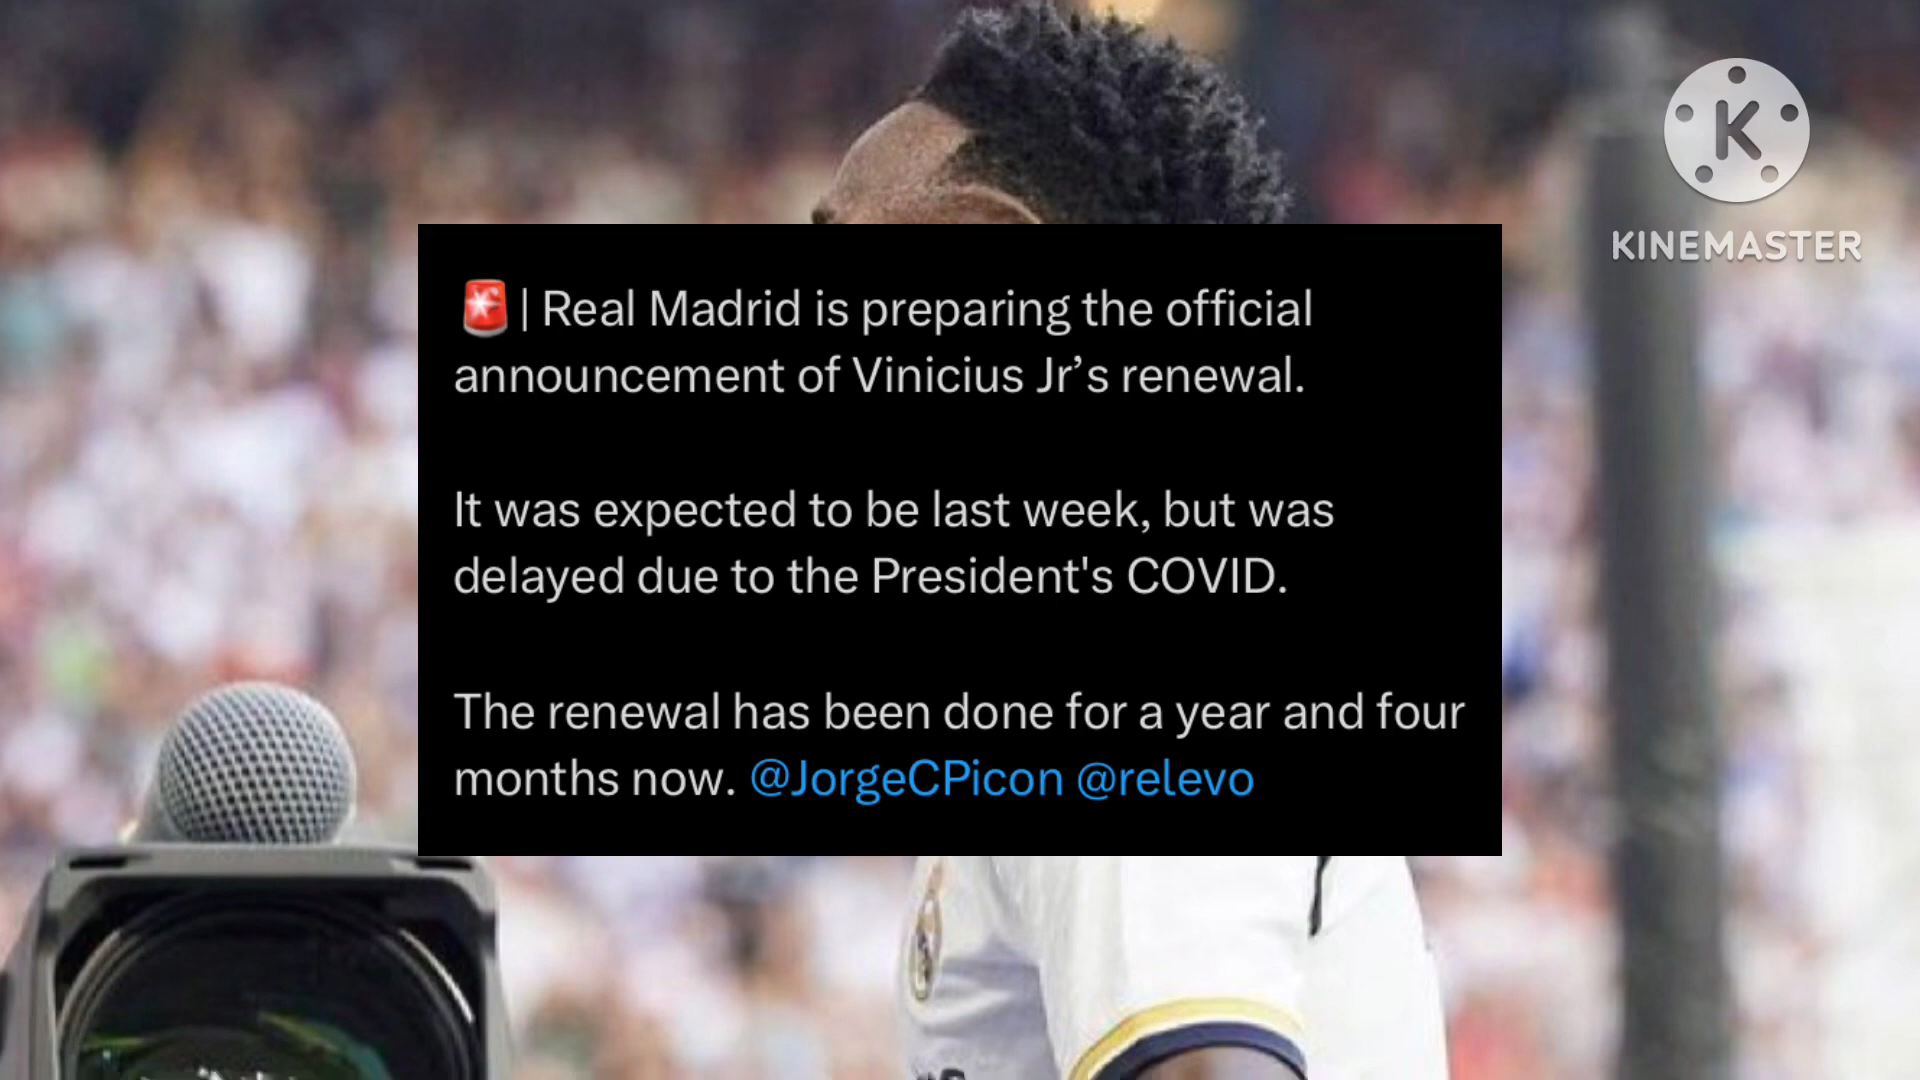 K
KINEMASTER
🚨| Real Madrid is preparing the official
announcement of Vinicius Jr’s renewal.
It was expected to be last week, but was
delayed due to the President's COVID.
The renewal has been done for a year and four
months now. @JorgeCPicon @relevo